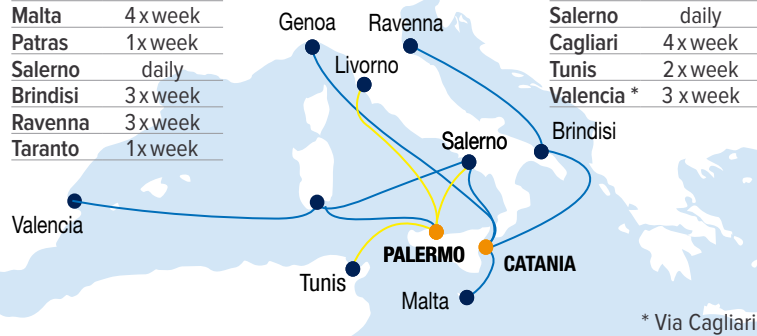 Malta 4 x week
Patras 1 x week
Salerno daily
Brindisi 3 x week
Ravenna 3 x week
Taranto 1 x week
Salerno daily
Cagliari 4 x week
Tunis 2 x week
Valencia * 3 x week
Genoa
Ravenna
Livorno
Salerno
Brindisi
Valencia
PALERMO
CATANIA
Tunis
Malta
* Via Cagliari